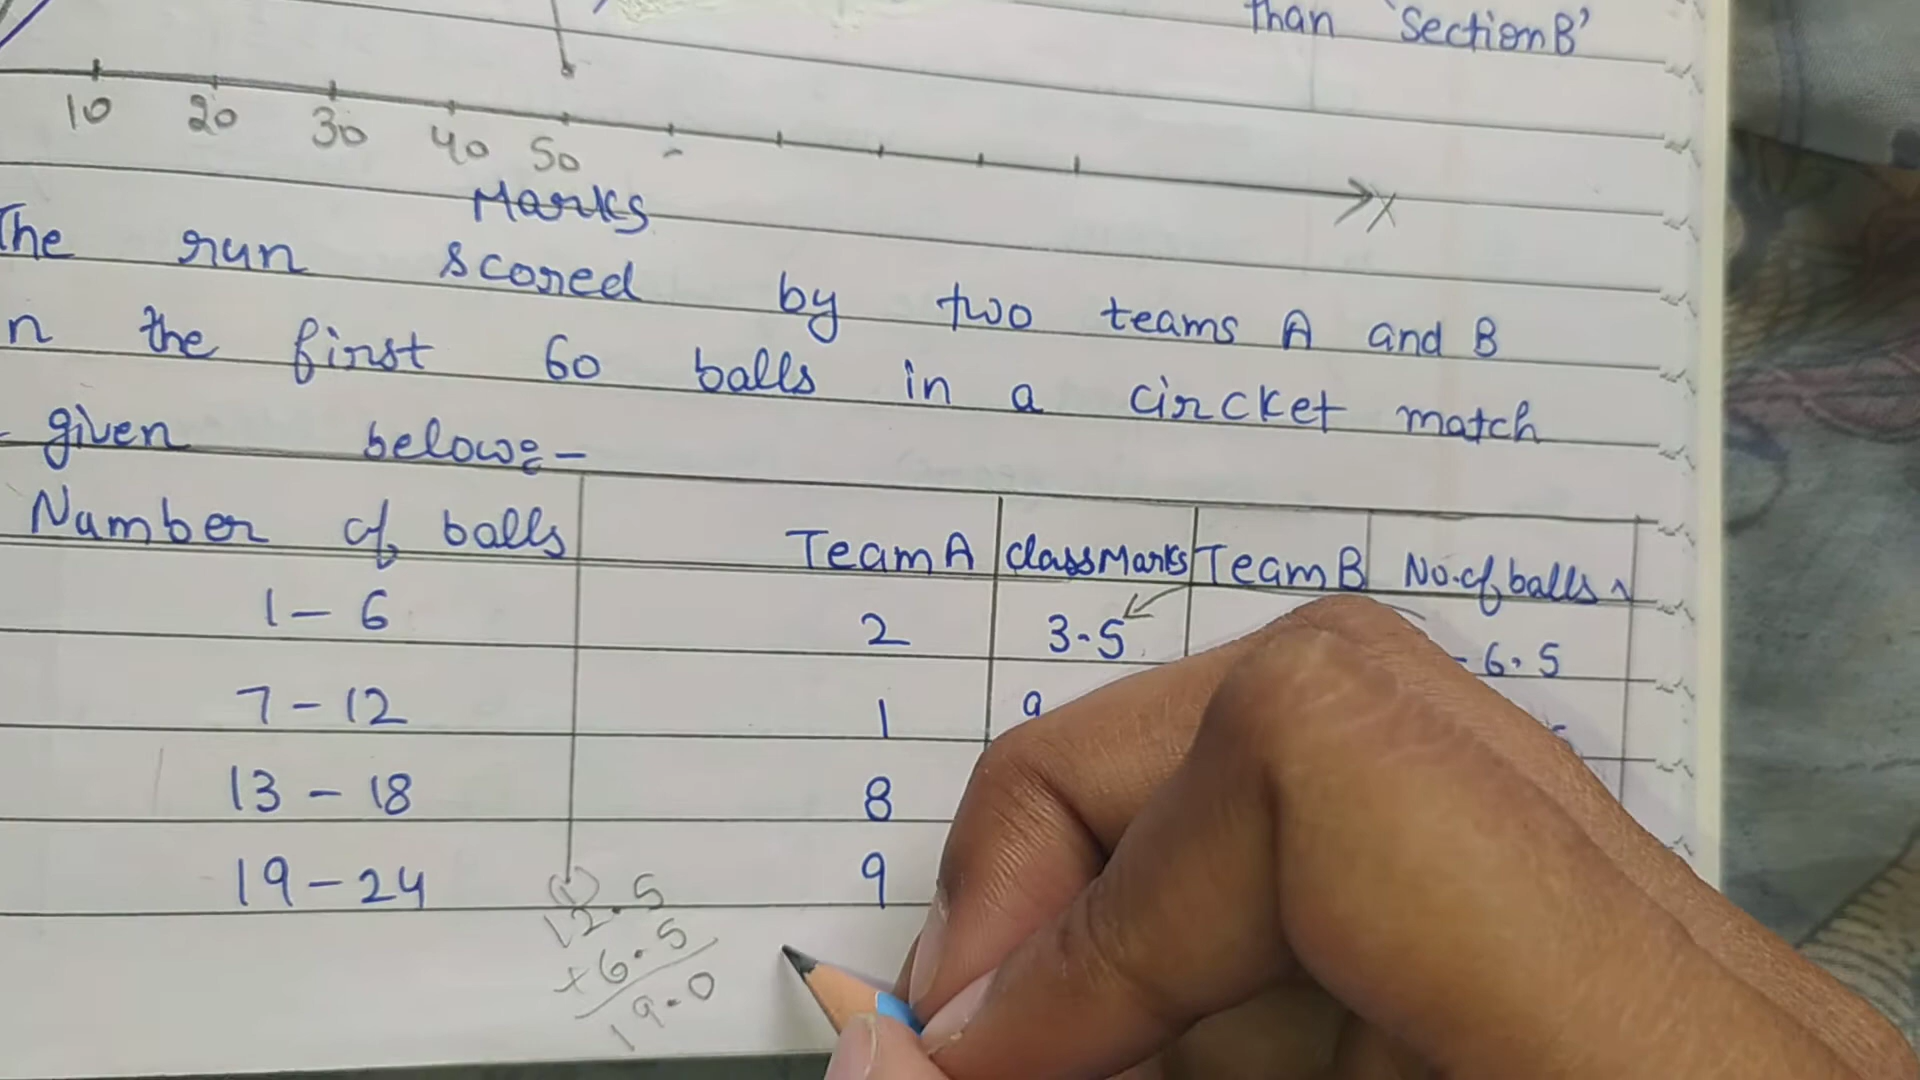 than 'Section B'
10 20 30 40 50
X
Marks
The run scored by two teams A and B
n the first 60 balls in a circket match
given below:-
Number of balls Team A class Marks Team B No. of balls
1 - 6 2 3.5 6.5
7 - 12 1 9
13 - 18 8
19 - 24 9
12.5
+ 6.5
19.0